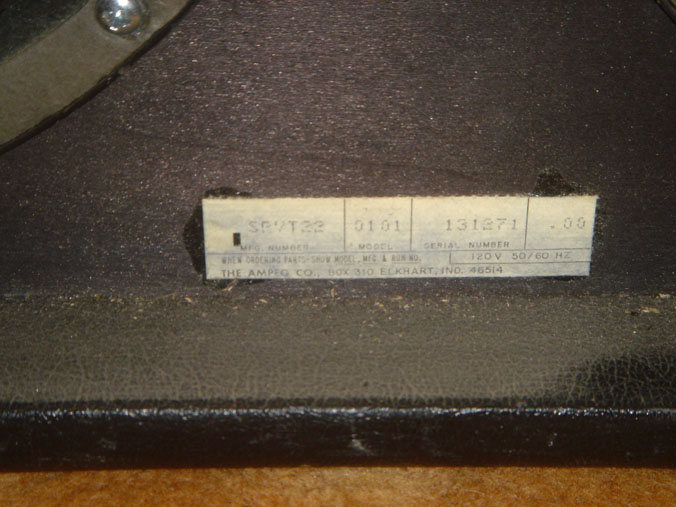 S22VT22 0101 131271 .00
MFG. NUMBER MODEL SERIAL NUMBER
WHEN ORDERING PARTS-SHOW MODEL, MFG. & RUN NO. 120V 50/60 HZ
THE AMPEG CO., BOX 310 ELKHART, IND. 46514